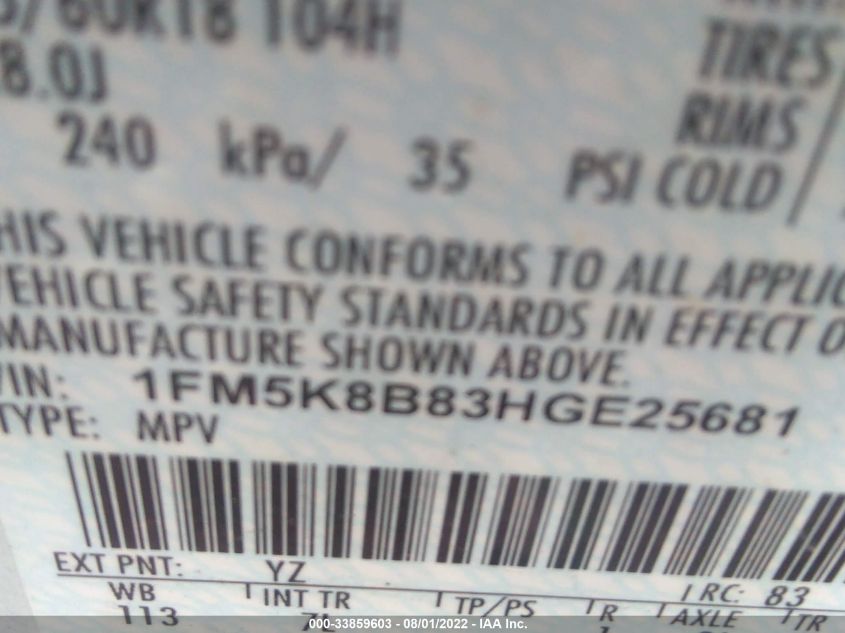 /60R18 104H
TIRES
8.0J
RIMS
240 kPa/ 35 PSI COLD
HIS VEHICLE CONFORMS TO ALL APPLIC
VEHICLE SAFETY STANDARDS IN EFFECT O
MANUFACTURE SHOWN ABOVE.
VIN: 1FM5K8B83HGE25681
TYPE: MPV
EXT PNT: YZ RC: 83
WB INT TR TP/PS R AXLE TR
113
000-33859603 - 08/01/2022 - IAA Inc.